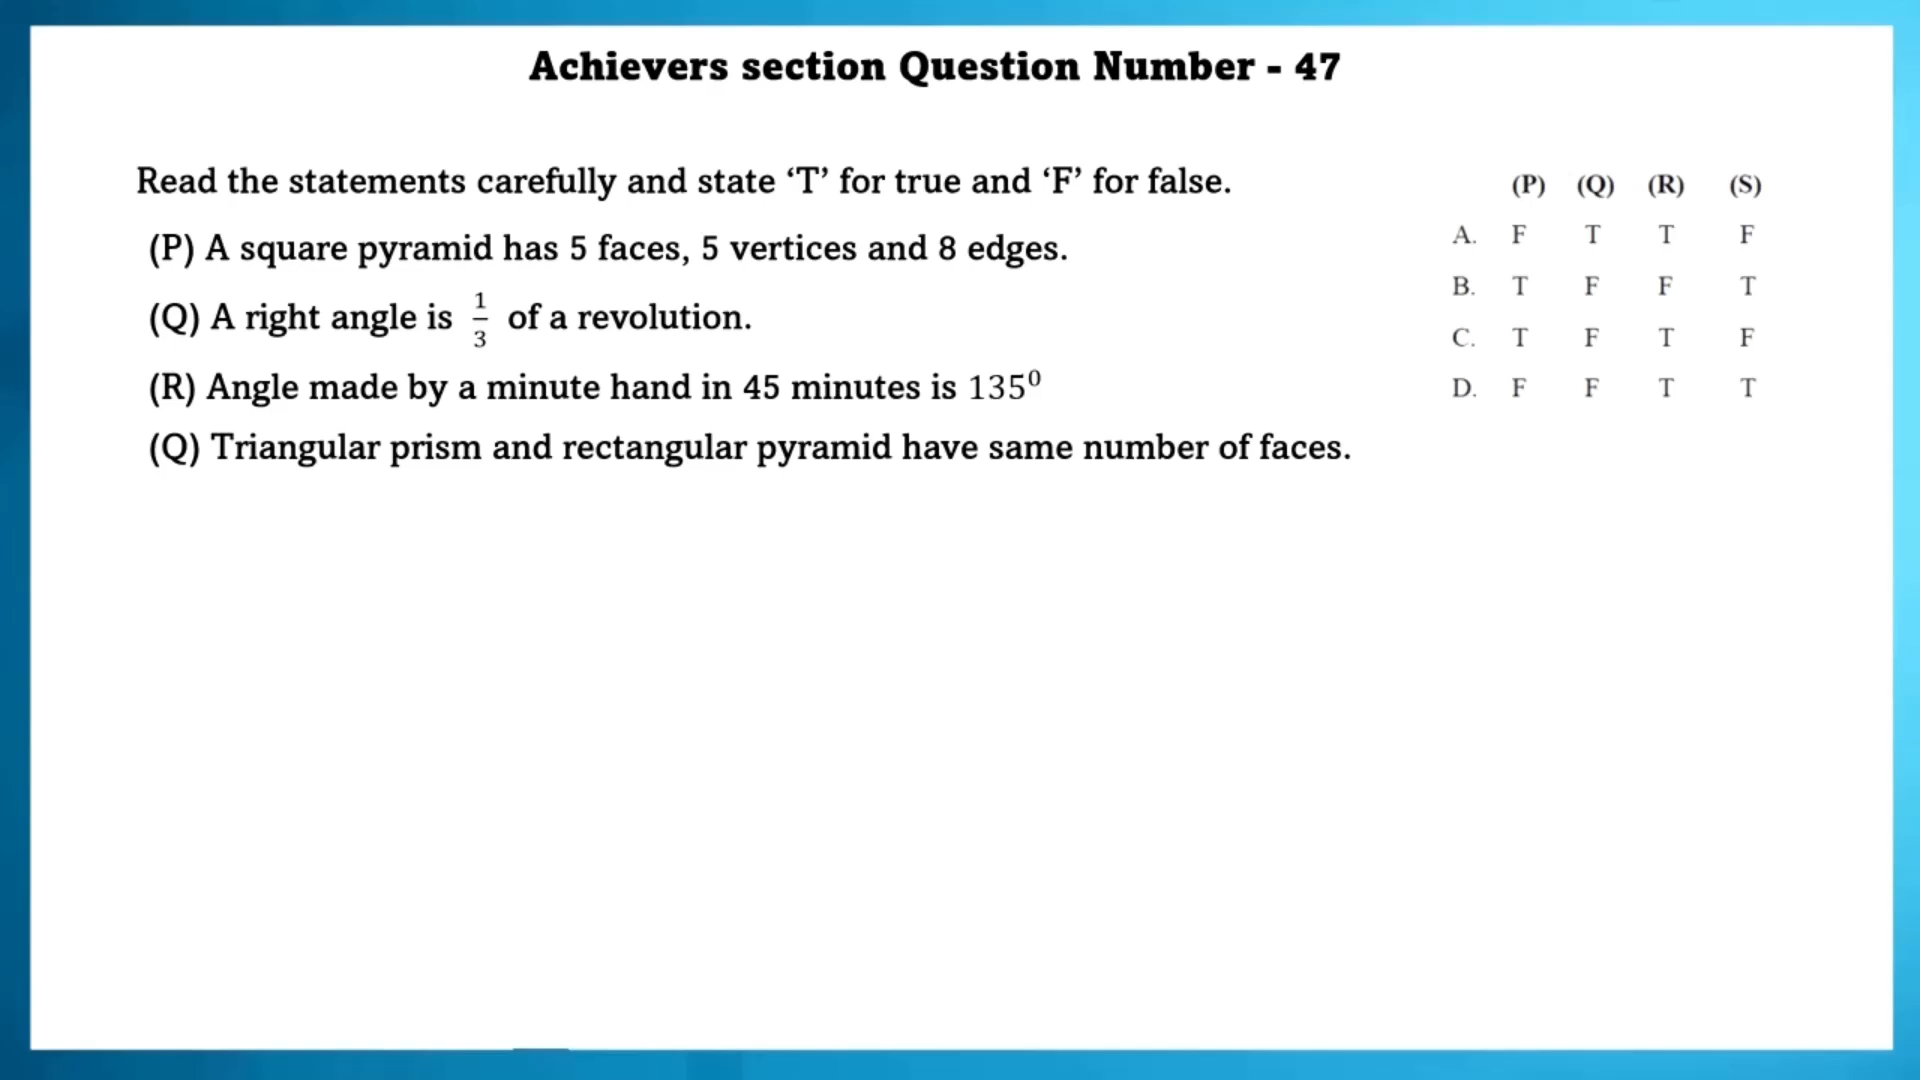 Achievers section Question Number - 47
Read the statements carefully and state ‘T’ for true and ‘F’ for false.
(P) A square pyramid has 5 faces, 5 vertices and 8 edges.
(Q) A right angle is 1/3 of a revolution.
(R) Angle made by a minute hand in 45 minutes is 135⁰
(Q) Triangular prism and rectangular pyramid have same number of faces.
(P) (Q) (R) (S)
A. F T T F
B. T F F T
C. T F T F
D. F F T T